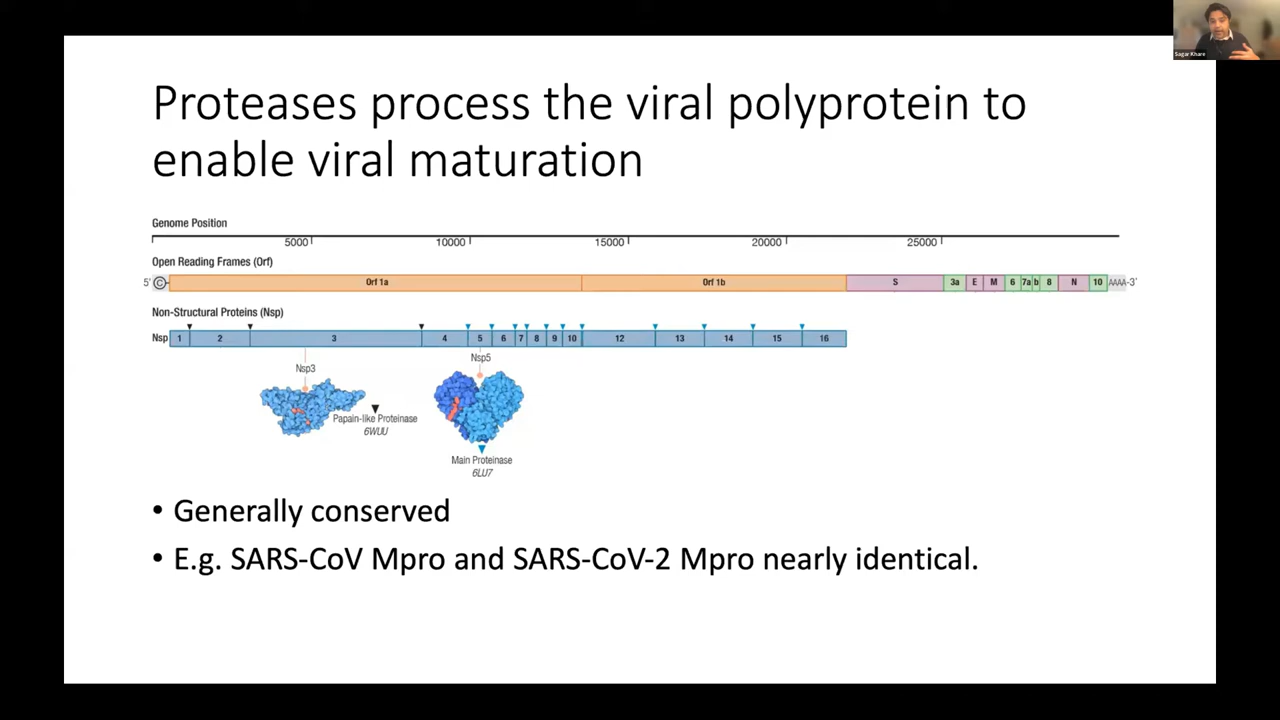 Sagar Khare
Proteases process the viral polyprotein to
enable viral maturation
Genome Position
5000 10000 15000 20000 25000
Open Reading Frames (Orf)
5' C Orf 1a Orf 1b S 3a E M 6 7a b 8 N 10 AAAA-3'
Non-Structural Proteins (Nsp)
Nsp 1 2 3 4 5 6 7 8 9 10 12 13 14 15 16
Nsp3 Nsp5
Papain-like Proteinase
6WUU
Main Proteinase
6LU7
• Generally conserved
• E.g. SARS-CoV Mpro and SARS-CoV-2 Mpro nearly identical.